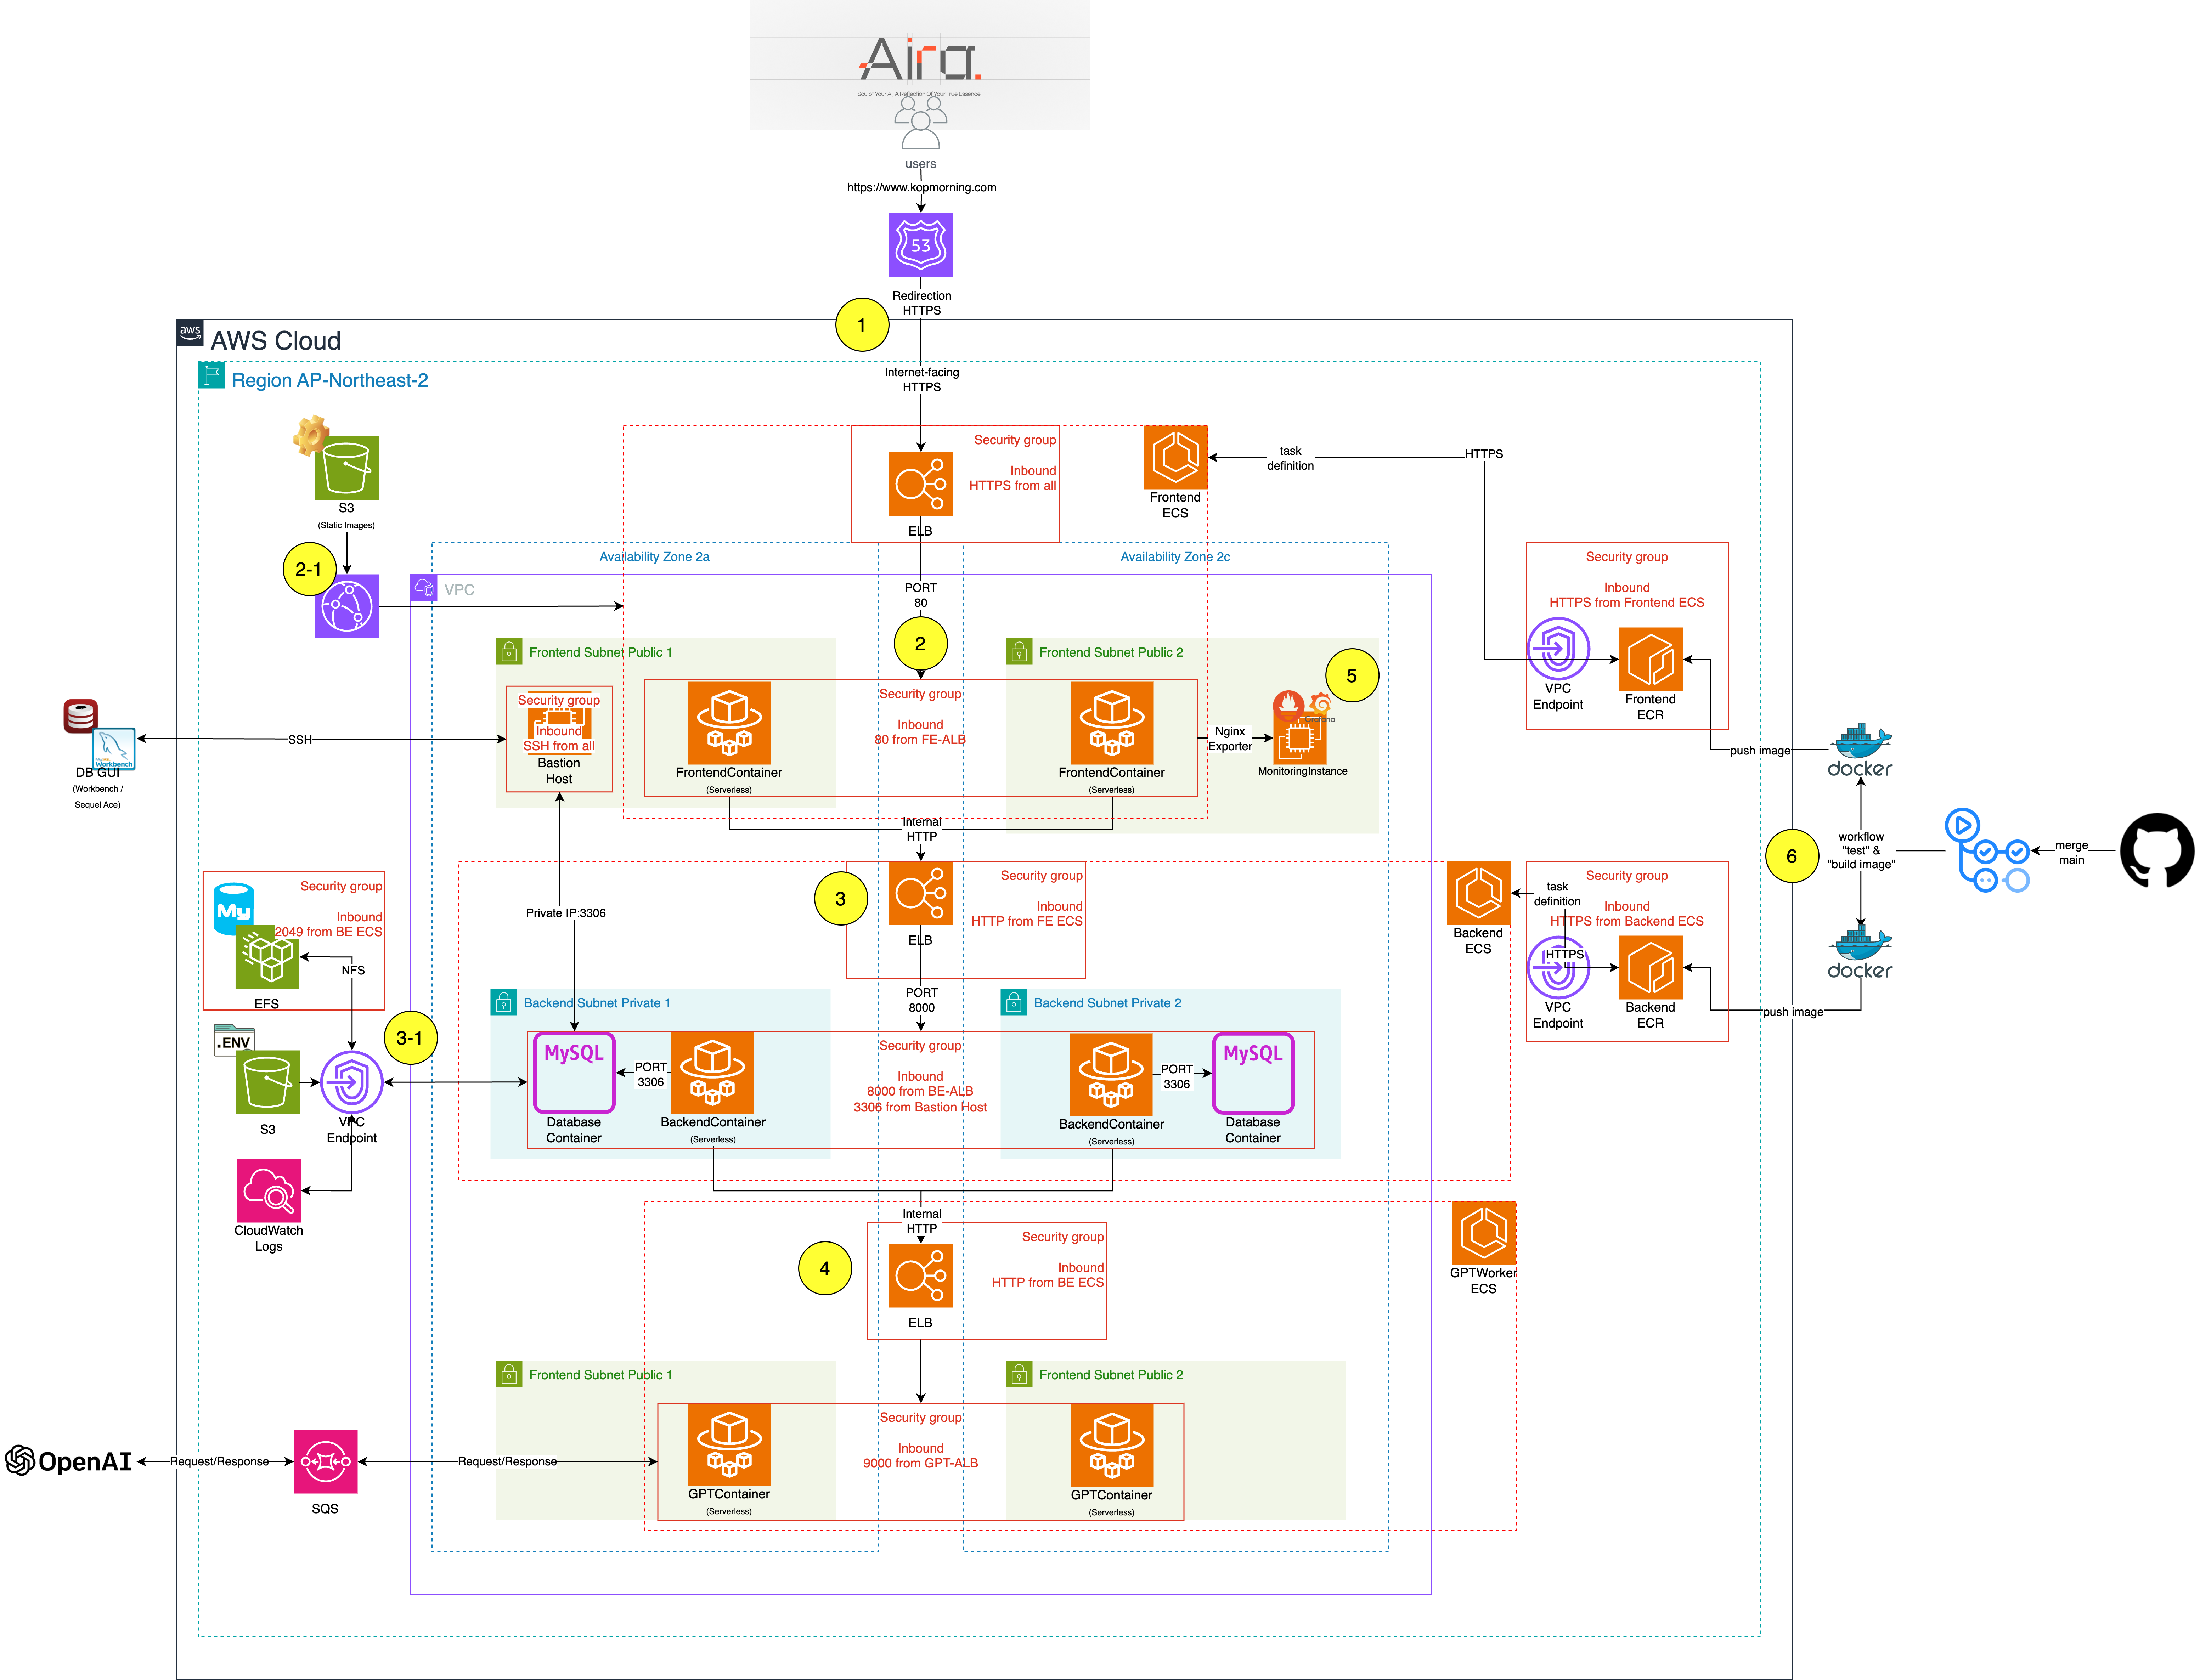 Aira.
Sculpt Your AI, A Reflection Of Your True Essence
users
https://www.kopmorning.com
53
Redirection
HTTPS
1
aws
AWS Cloud
Region AP-Northeast-2
Internet-facing
HTTPS
Security group
Inbound
HTTPS from all
ELB
Frontend
ECS
task
definition
HTTPS
S3
(Static Images)
2-1
Availability Zone 2a
Availability Zone 2c
VPC
PORT
80
2
Security group
Inbound
HTTPS from Frontend ECS
VPC
Endpoint
Frontend
ECR
Frontend Subnet Public 1
Frontend Subnet Public 2
5
Security group
Inbound
SSH from all
Bastion
Host
FrontendContainer
(Serverless)
Security group
Inbound
80 from FE-ALB
FrontendContainer
(Serverless)
Nginx
Exporter
Grafana
MonitoringInstance
SSH
Workbench
DB GUI
(Workbench /
Sequel Ace)
push image
docker
Internal
HTTP
workflow
"test" &
"build image"
6
merge
main
3
Security group
Inbound
HTTP from FE ECS
ELB
Backend
ECS
task
definition
Security group
Inbound
HTTPS from Backend ECS
HTTPS
VPC
Endpoint
Backend
ECR
docker
push image
Private IP:3306
My
Security group
Inbound
2049 from BE ECS
NFS
EFS
.ENV
S3
3-1
VPC
Endpoint
CloudWatch
Logs
PORT
8000
Backend Subnet Private 1
Backend Subnet Private 2
MySQL
Database
Container
PORT
3306
BackendContainer
(Serverless)
Security group
Inbound
8000 from BE-ALB
3306 from Bastion Host
BackendContainer
(Serverless)
PORT
3306
MySQL
Database
Container
Internal
HTTP
4
Security group
Inbound
HTTP from BE ECS
ELB
GPTWorker
ECS
Frontend Subnet Public 1
Frontend Subnet Public 2
OpenAI
Request/Response
SQS
Request/Response
GPTContainer
(Serverless)
Security group
Inbound
9000 from GPT-ALB
GPTContainer
(Serverless)